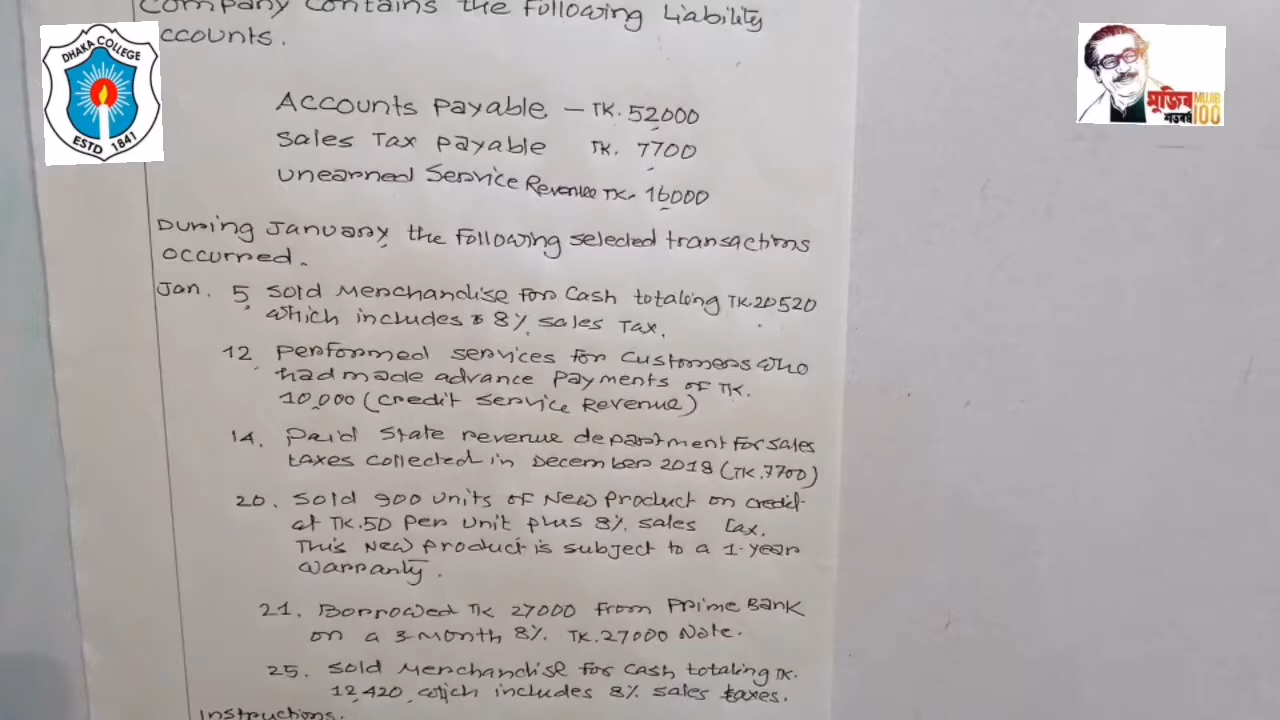 Company contains the following Liability
ccounts.
DHAKA COLLEGE
ESTD 1841
মুজিব
শতবর্ষ
MUJIB
100
Accounts Payable – TK. 52000
Sales Tax payable TK. 7700
unearned Service Revenue TK. 16000
During January, the following selected transactions
occurred.
Jan. 5, Sold Merchandise for Cash totaling TK.20520
which includes 8% sales Tax.
12, Performed services for customers who
had made advance payments of TK.
10,000 (credit Service Revenue)
14. Paid State revenue department for sales
taxes collected in December 2018 (TK.7700)
20. Sold 900 units of New Product on credit
at TK.50 per unit plus 8% sales tax.
This New product is subject to a 1-year
warranty.
21. Borrowed TK 27000 from Prime Bank
on a 3-month 8% TK.27000 Note.
25. Sold Merchandise for cash totaling TK.
12,420, which includes 8% sales taxes.
Instructions.